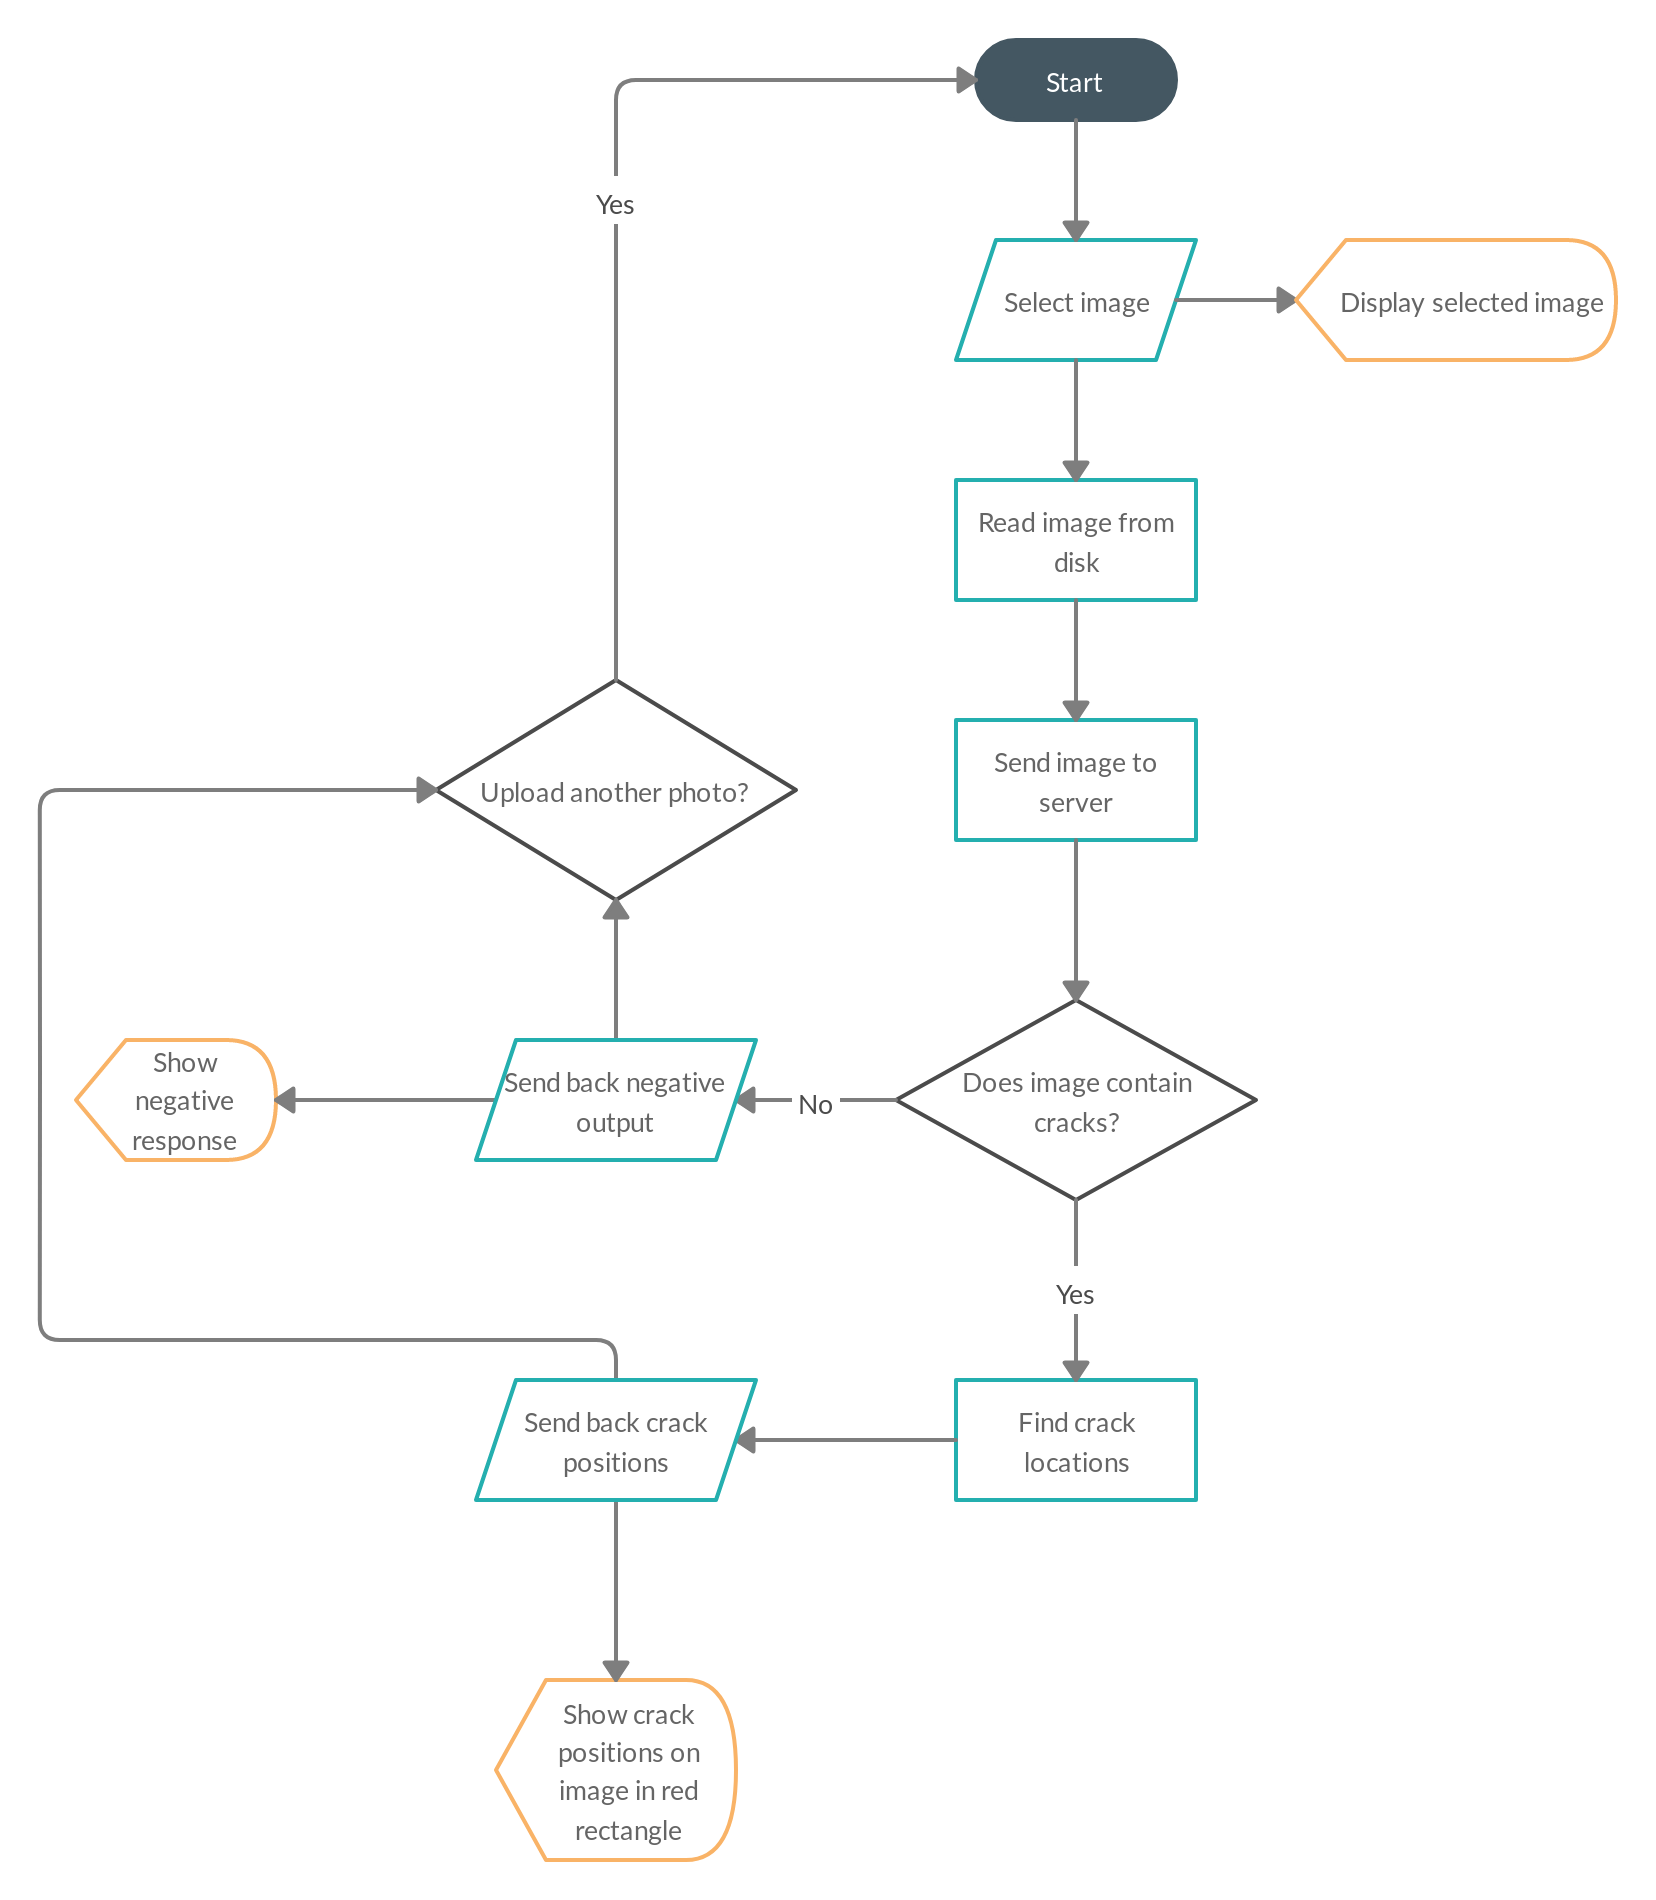 Start
Yes
Select image
Display selected image
Read image from
disk
Send image to
server
Upload another photo?
Does image contain
cracks?
No
Send back negative
output
Show
negative
response
Yes
Find crack
locations
Send back crack
positions
Show crack
positions on
image in red
rectangle